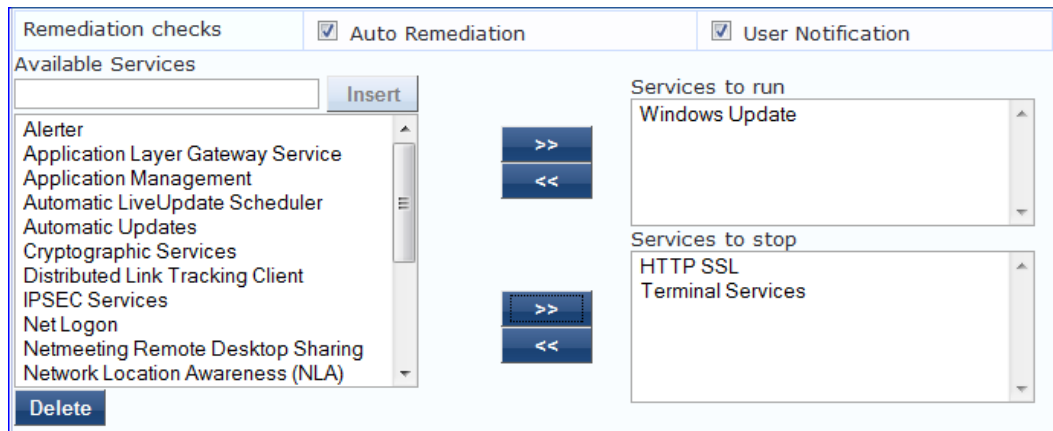 Remediation checks
Auto Remediation
User Notification
Available Services
Insert
Alerter
Application Layer Gateway Service
Application Management
Automatic LiveUpdate Scheduler
Automatic Updates
Cryptographic Services
Distributed Link Tracking Client
IPSEC Services
Net Logon
Netmeeting Remote Desktop Sharing
Network Location Awareness (NLA)
Delete
>>
<<
>>
<<
Services to run
Windows Update
Services to stop
HTTP SSL
Terminal Services